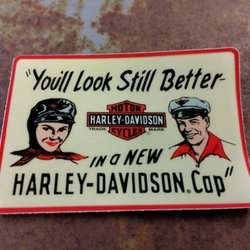 "You'll Look Still Better
MOTOR
HARLEY-DAVIDSON
TRADE MARK
CYCLES
IN A NEW
HARLEY-DAVIDSON® Cap"